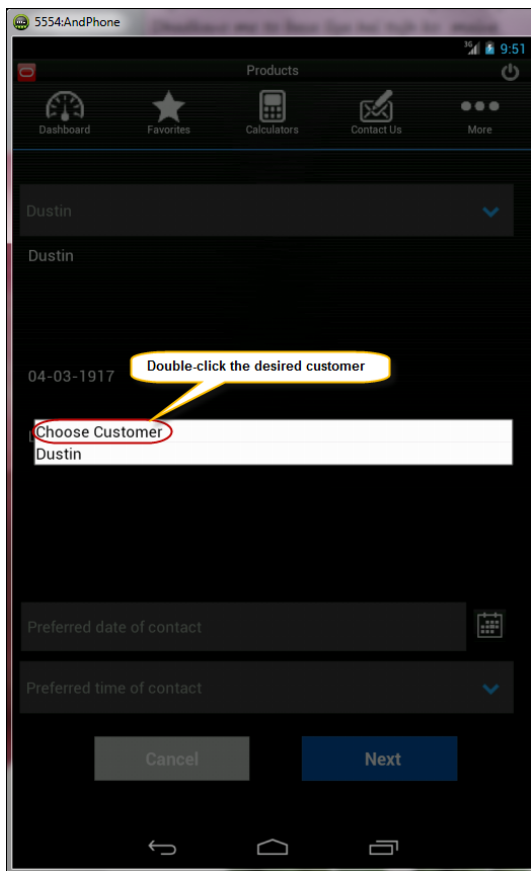 5554:AndPhone
3G 9:51
Products
Dashboard Favorites Calculators Contact Us More
Dustin
Dustin
Double-click the desired customer
04-03-1917
Choose Customer
Dustin
Preferred date of contact
Preferred time of contact
Cancel Next